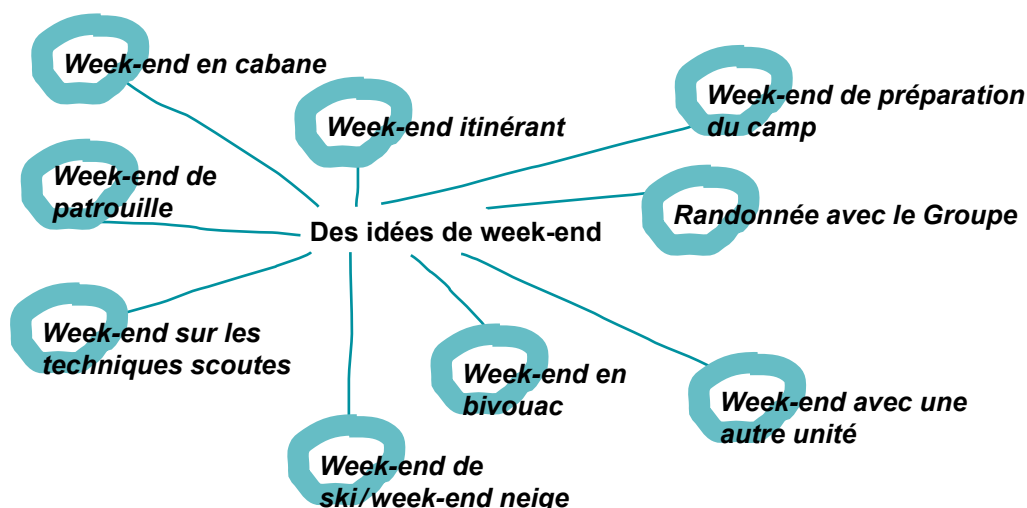 Week-end en cabane
Week-end itinérant
Week-end de préparation
du camp
Week-end de
patrouille
Randonnée avec le Groupe
Des idées de week-end
Week-end sur les
techniques scoutes
Week-end en
bivouac
Week-end avec une
autre unité
Week-end de
ski/week-end neige